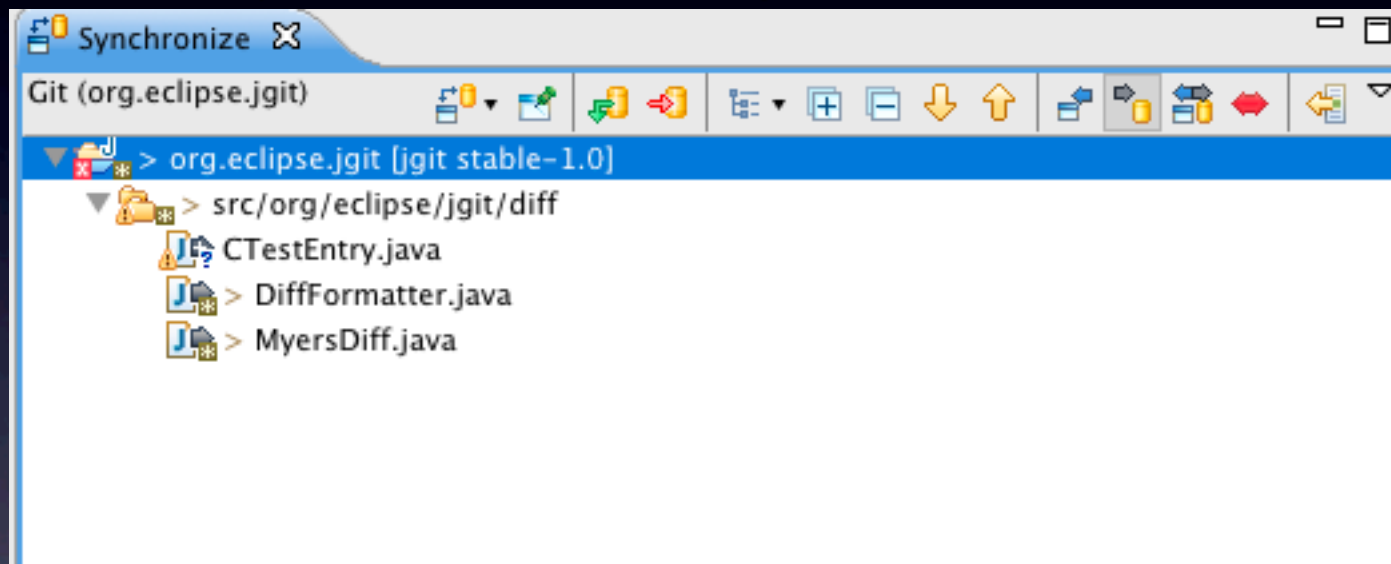 Synchronize
Git (org.eclipse.jgit)
> org.eclipse.jgit [jgit stable-1.0]
> src/org/eclipse/jgit/diff
CTestEntry.java
> DiffFormatter.java
> MyersDiff.java